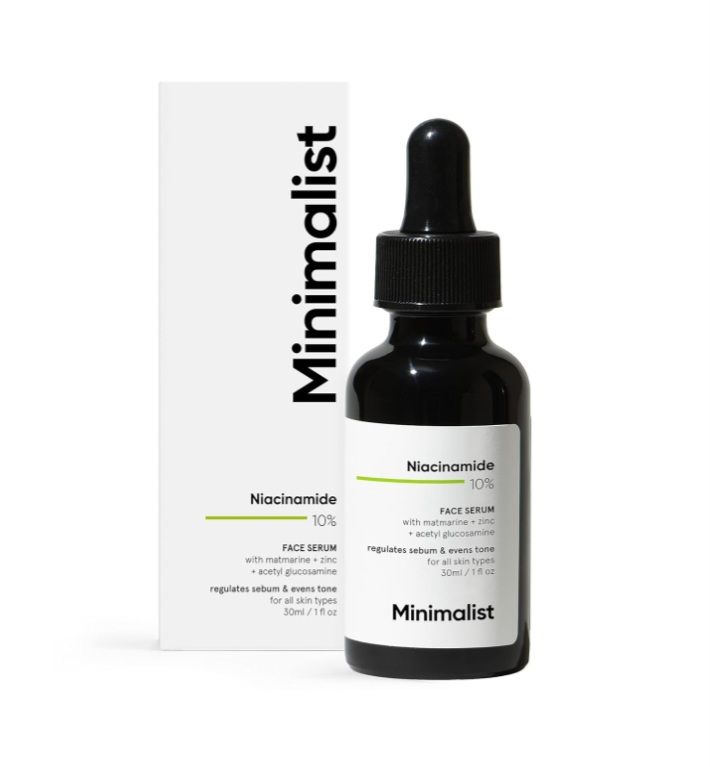 Minimalist
Niacinamide
10%
FACE SERUM
with matmarine + zinc
+ acetyl glucosamine
regulates sebum & evens tone
for all skin types
30ml / 1 fl oz
Niacinamide
10%
FACE SERUM
with matmarine + zinc
+ acetyl glucosamine
regulates sebum & evens tone
for all skin types
30ml / 1 fl oz
Minimalist